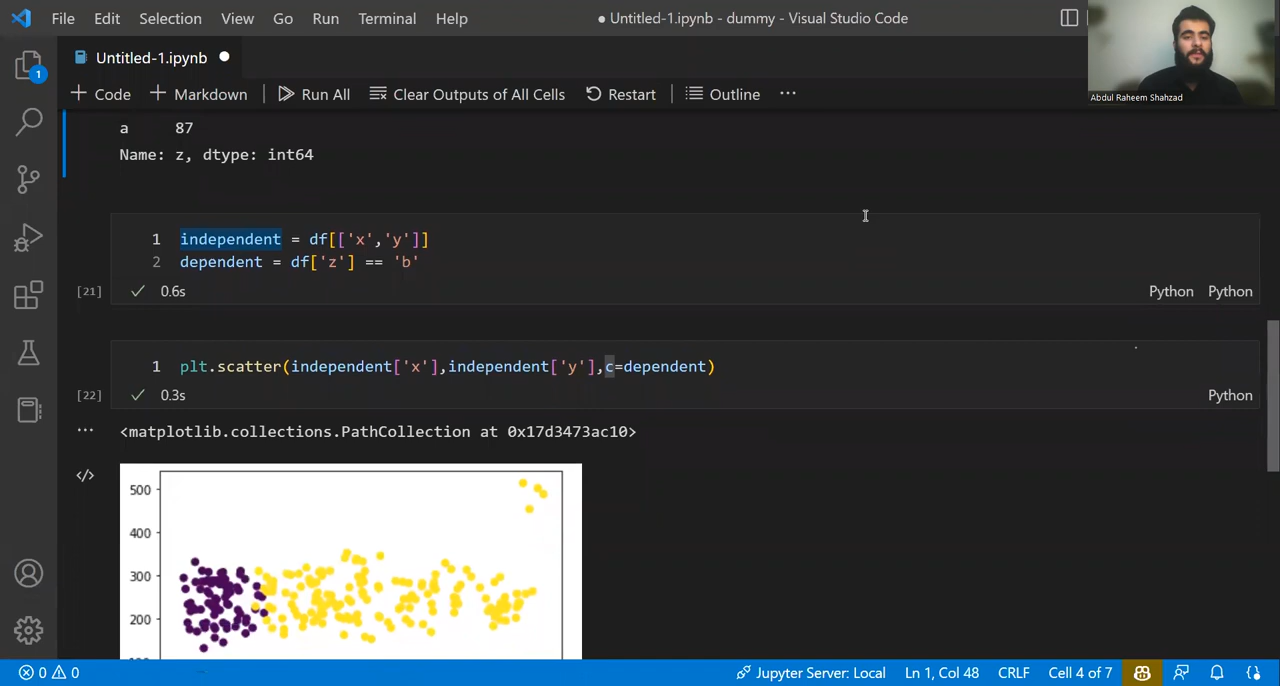 File Edit Selection View Go Run Terminal Help
● Untitled-1.ipynb - dummy - Visual Studio Code
Untitled-1.ipynb ●
Abdul Raheem Shahzad
1
+ Code + Markdown Run All Clear Outputs of All Cells Restart Outline ...
a 87
Name: z, dtype: int64
1 independent = df[['x','y']]
2 dependent = df['z'] == 'b'
[21] 0.6s Python Python
1 plt.scatter(independent['x'],independent['y'],c=dependent)
[22] 0.3s Python
... <matplotlib.collections.PathCollection at 0x17d3473ac10>
500
400
300
200
0 0 Jupyter Server: Local Ln 1, Col 48 CRLF Cell 4 of 7